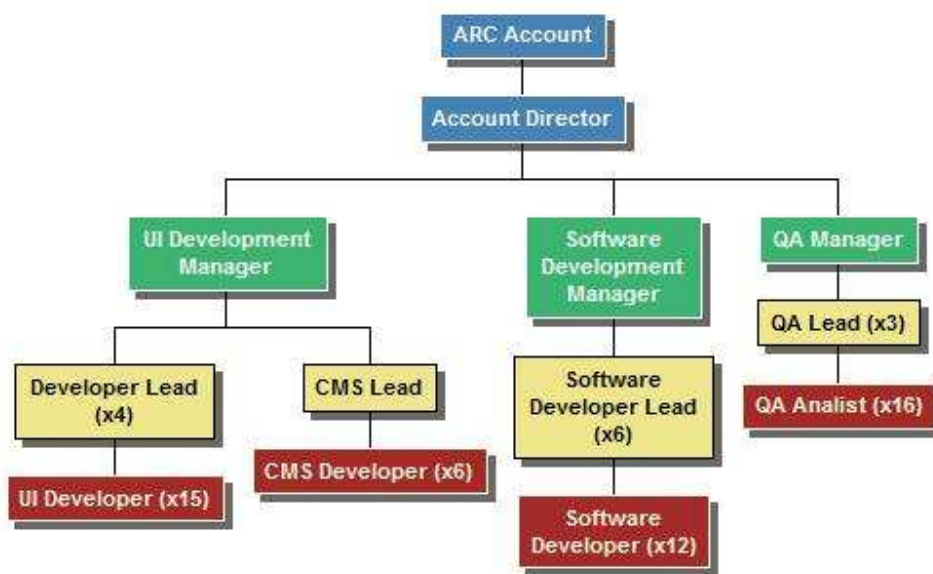 ARC Account
Account Director
UI Development
Manager
Software
Development
Manager
QA Manager
Developer Lead
(x4)
CMS Lead
Software
Developer Lead
(x6)
QA Lead (x3)
UI Developer (x15)
CMS Developer (x6)
Software
Developer (x12)
QA Analist (x16)